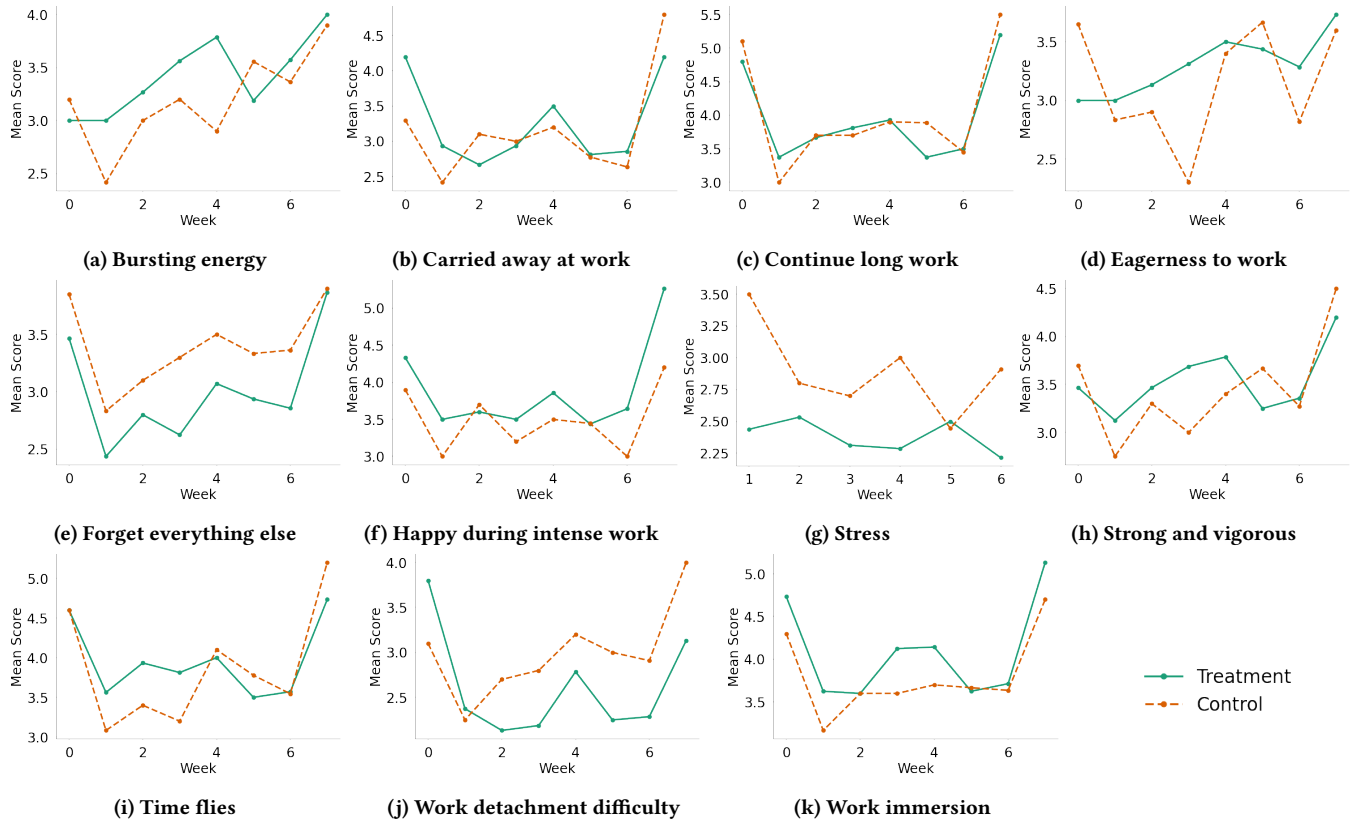 4.0
3.5
3.0
2.5
Mean Score
0 2 4 6
Week
(a) Bursting energy
4.5
4.0
3.5
3.0
2.5
Mean Score
0 2 4 6
Week
(b) Carried away at work
5.5
5.0
4.5
4.0
3.5
3.0
Mean Score
0 2 4 6
Week
(c) Continue long work
3.5
3.0
2.5
Mean Score
0 2 4 6
Week
(d) Eagerness to work
3.5
3.0
2.5
Mean Score
0 2 4 6
Week
(e) Forget everything else
5.0
4.5
4.0
3.5
3.0
Mean Score
0 2 4 6
Week
(f) Happy during intense work
3.50
3.25
3.00
2.75
2.50
2.25
Mean Score
1 2 3 4 5 6
Week
(g) Stress
4.5
4.0
3.5
3.0
Mean Score
0 2 4 6
Week
(h) Strong and vigorous
5.0
4.5
4.0
3.5
3.0
Mean Score
0 2 4 6
Week
(i) Time flies
4.0
3.5
3.0
2.5
Mean Score
0 2 4 6
Week
(j) Work detachment difficulty
5.0
4.5
4.0
3.5
Mean Score
0 2 4 6
Week
(k) Work immersion
Treatment
Control